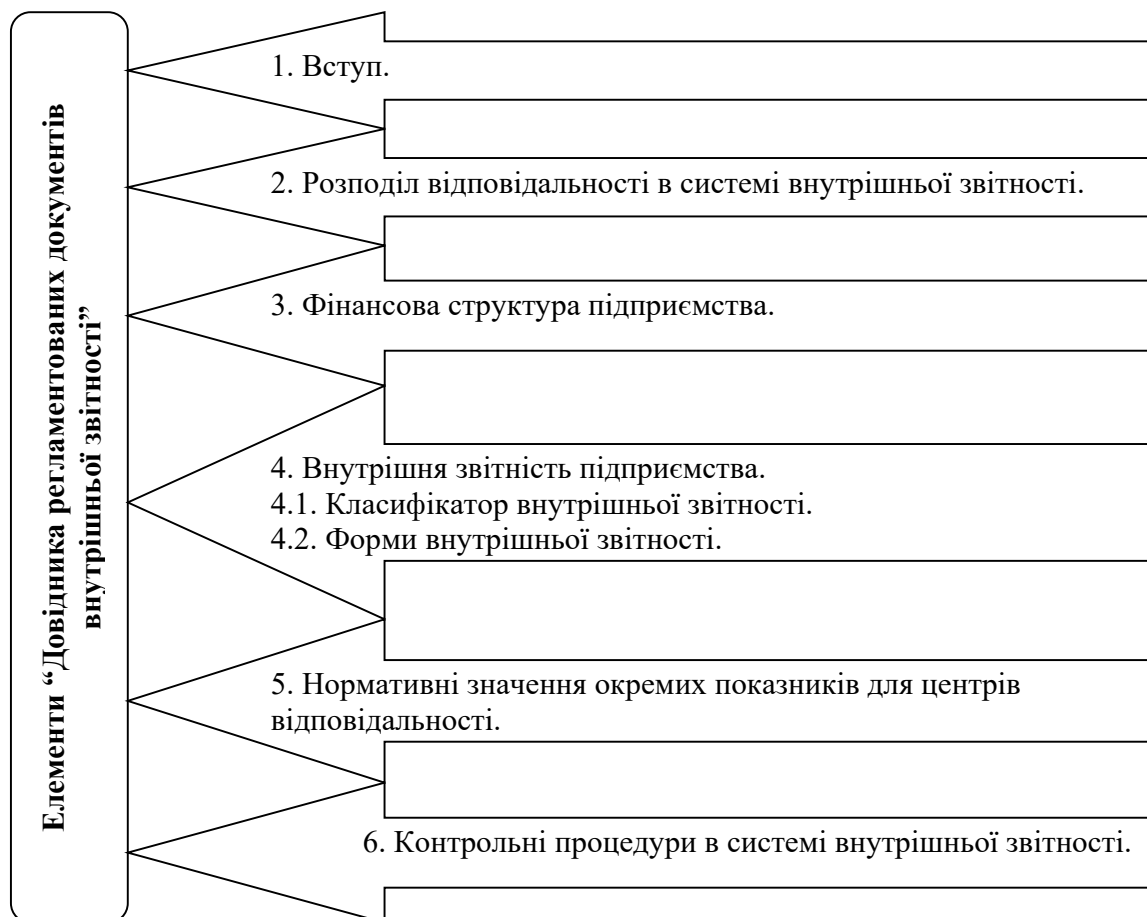 Елементи “Довідника регламентованих документів
внутрішньої звітності”
1. Вступ.
2. Розподіл відповідальності в системі внутрішньої звітності.
3. Фінансова структура підприємства.
4. Внутрішня звітність підприємства.
4.1. Класифікатор внутрішньої звітності.
4.2. Форми внутрішньої звітності.
5. Нормативні значення окремих показників для центрів
відповідальності.
6. Контрольні процедури в системі внутрішньої звітності.